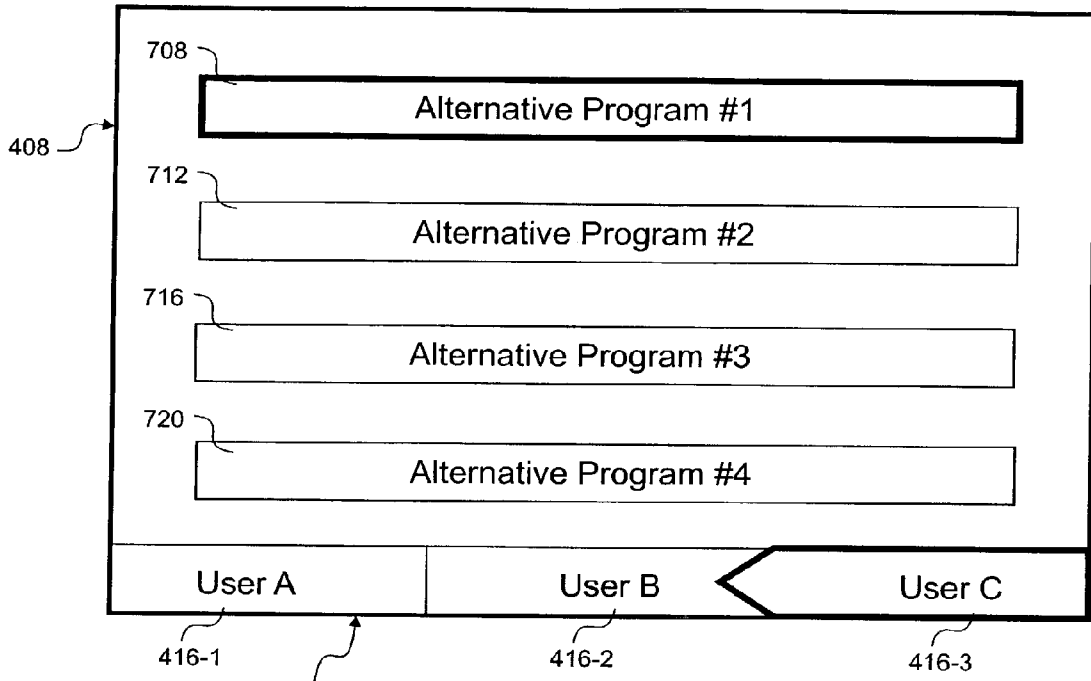 708
Alternative Program #1
408
712
Alternative Program #2
716
Alternative Program #3
720
Alternative Program #4
User A User B User C
416-1 416-2 416-3